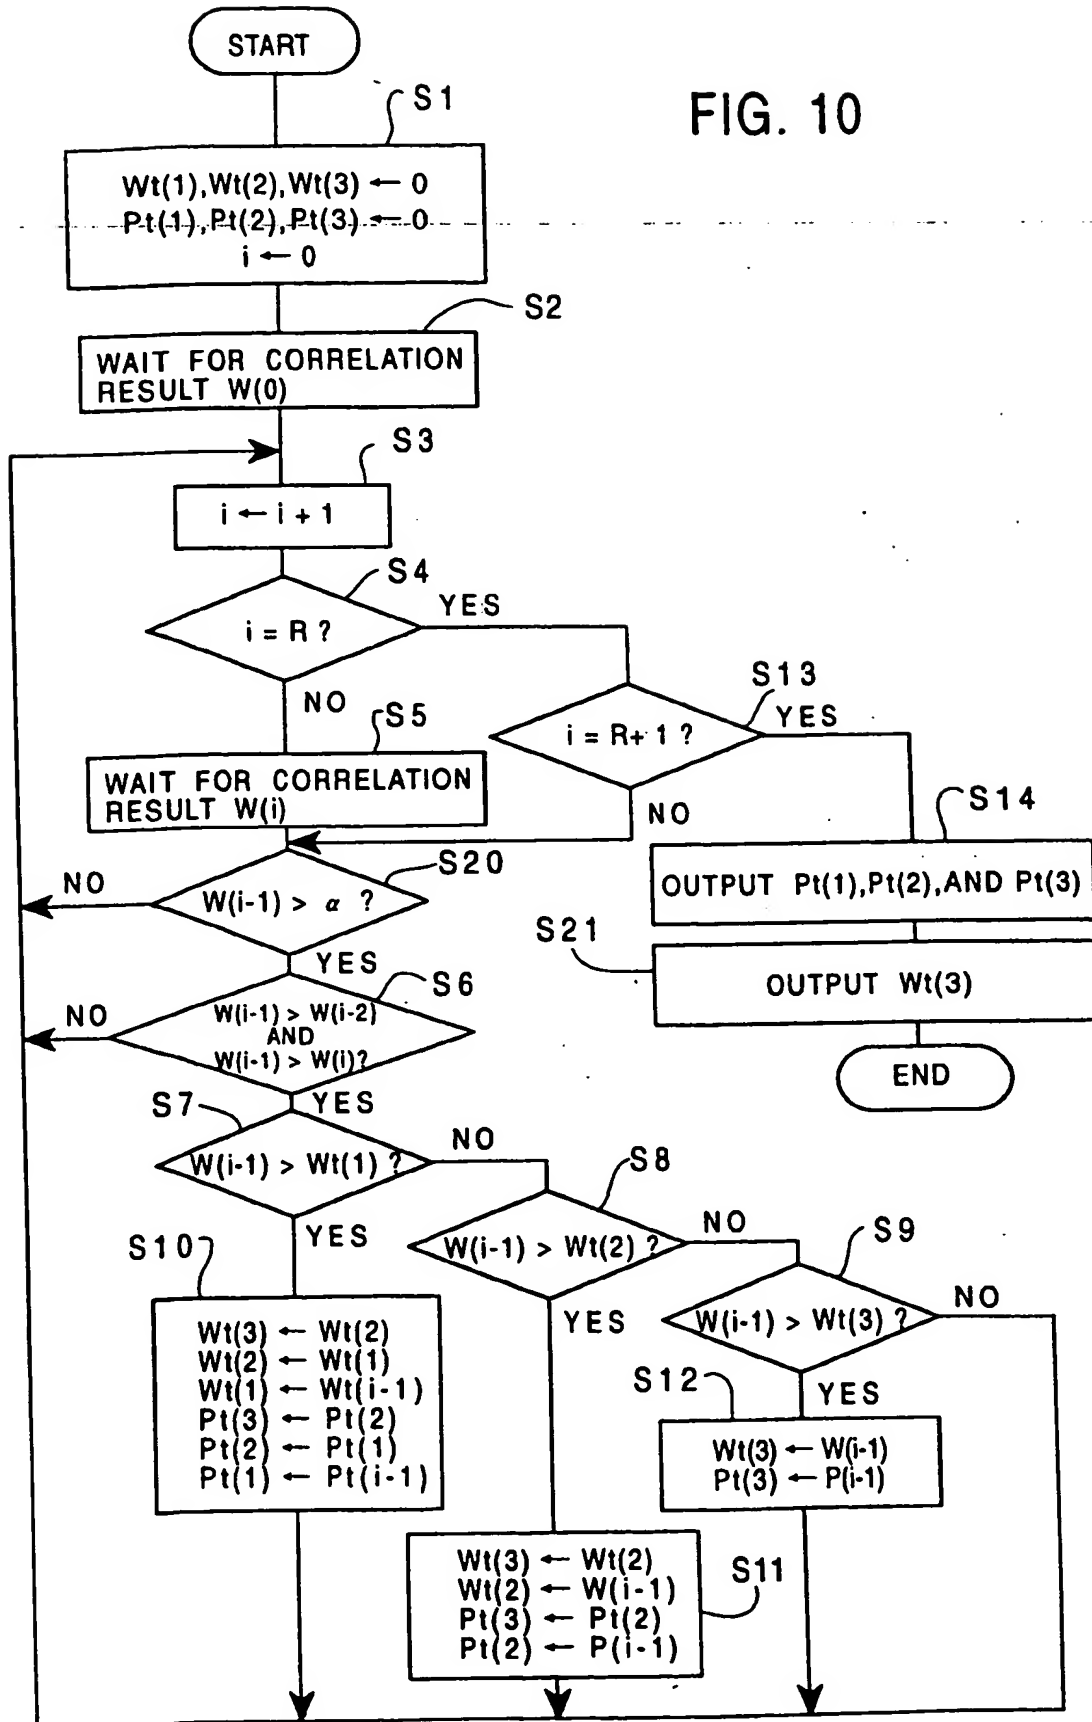 START
FIG. 10
S1
Wt(1),Wt(2),Wt(3) ← 0
Pt(1),Pt(2),Pt(3) ← 0
i ← 0
S2
WAIT FOR CORRELATION
RESULT W(0)
S3
i ← i + 1
S4
i = R ?
YES
NO
S13
i = R+ 1 ?
YES
NO
S5
WAIT FOR CORRELATION
RESULT W(i)
S14
OUTPUT Pt(1),Pt(2),AND Pt(3)
S20
W(i-1) > α ?
NO
YES
S21
OUTPUT Wt(3)
END
S6
W(i-1) > W(i-2)
AND
W(i-1) > W(i)?
NO
YES
S7
W(i-1) > Wt(1) ?
NO
YES
S8
W(i-1) > Wt(2) ?
NO
YES
S9
W(i-1) > Wt(3) ?
NO
YES
S10
Wt(3) ← Wt(2)
Wt(2) ← Wt(1)
Wt(1) ← Wt(i-1)
Pt(3) ← Pt(2)
Pt(2) ← Pt(1)
Pt(1) ← Pt(i-1)
S12
Wt(3) ← W(i-1)
Pt(3) ← P(i-1)
S11
Wt(3) ← Wt(2)
Wt(2) ← W(i-1)
Pt(3) ← Pt(2)
Pt(2) ← P(i-1)